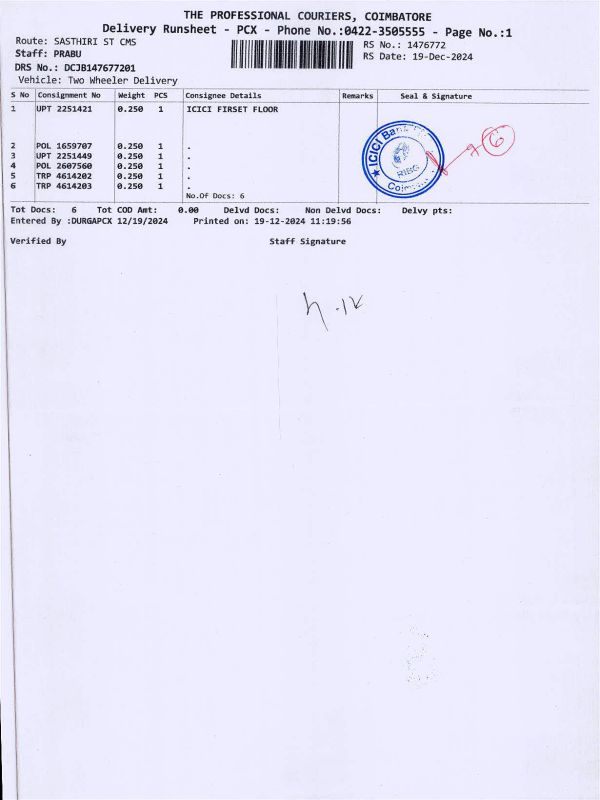 THE PROFESSIONAL COURIERS, COIMBATORE
Delivery Runsheet - PCX - Phone No.:0422-3505555 - Page No.:1
Route: SASTHIRI ST CMS
RS No.: 1476772
Staff: PRABU
RS Date: 19-Dec-2024
DRS No.: DCJB147677201
Vehicle: Two Wheeler Delivery
S No Consignment No Weight PCS Consignee Details Remarks Seal & Signature
1 UPT 2251421 0.250 1 ICICI FIRSET FLOOR
2 POL 1659707 0.250 1 .
3 UPT 2251449 0.250 1 .
4 POL 2607560 0.250 1 .
5 TRP 4614202 0.250 1 .
6 TRP 4614203 0.250 1 .
No.Of Docs: 6
ICICI Bank
RIBG
6
Tot Docs: 6 Tot COD Amt: 0.00 Delvd Docs: Non Delvd Docs: Delvy pts:
Entered By :DURGAPCX 12/19/2024 Printed on: 19-12-2024 11:19:56
Verified By Staff Signature